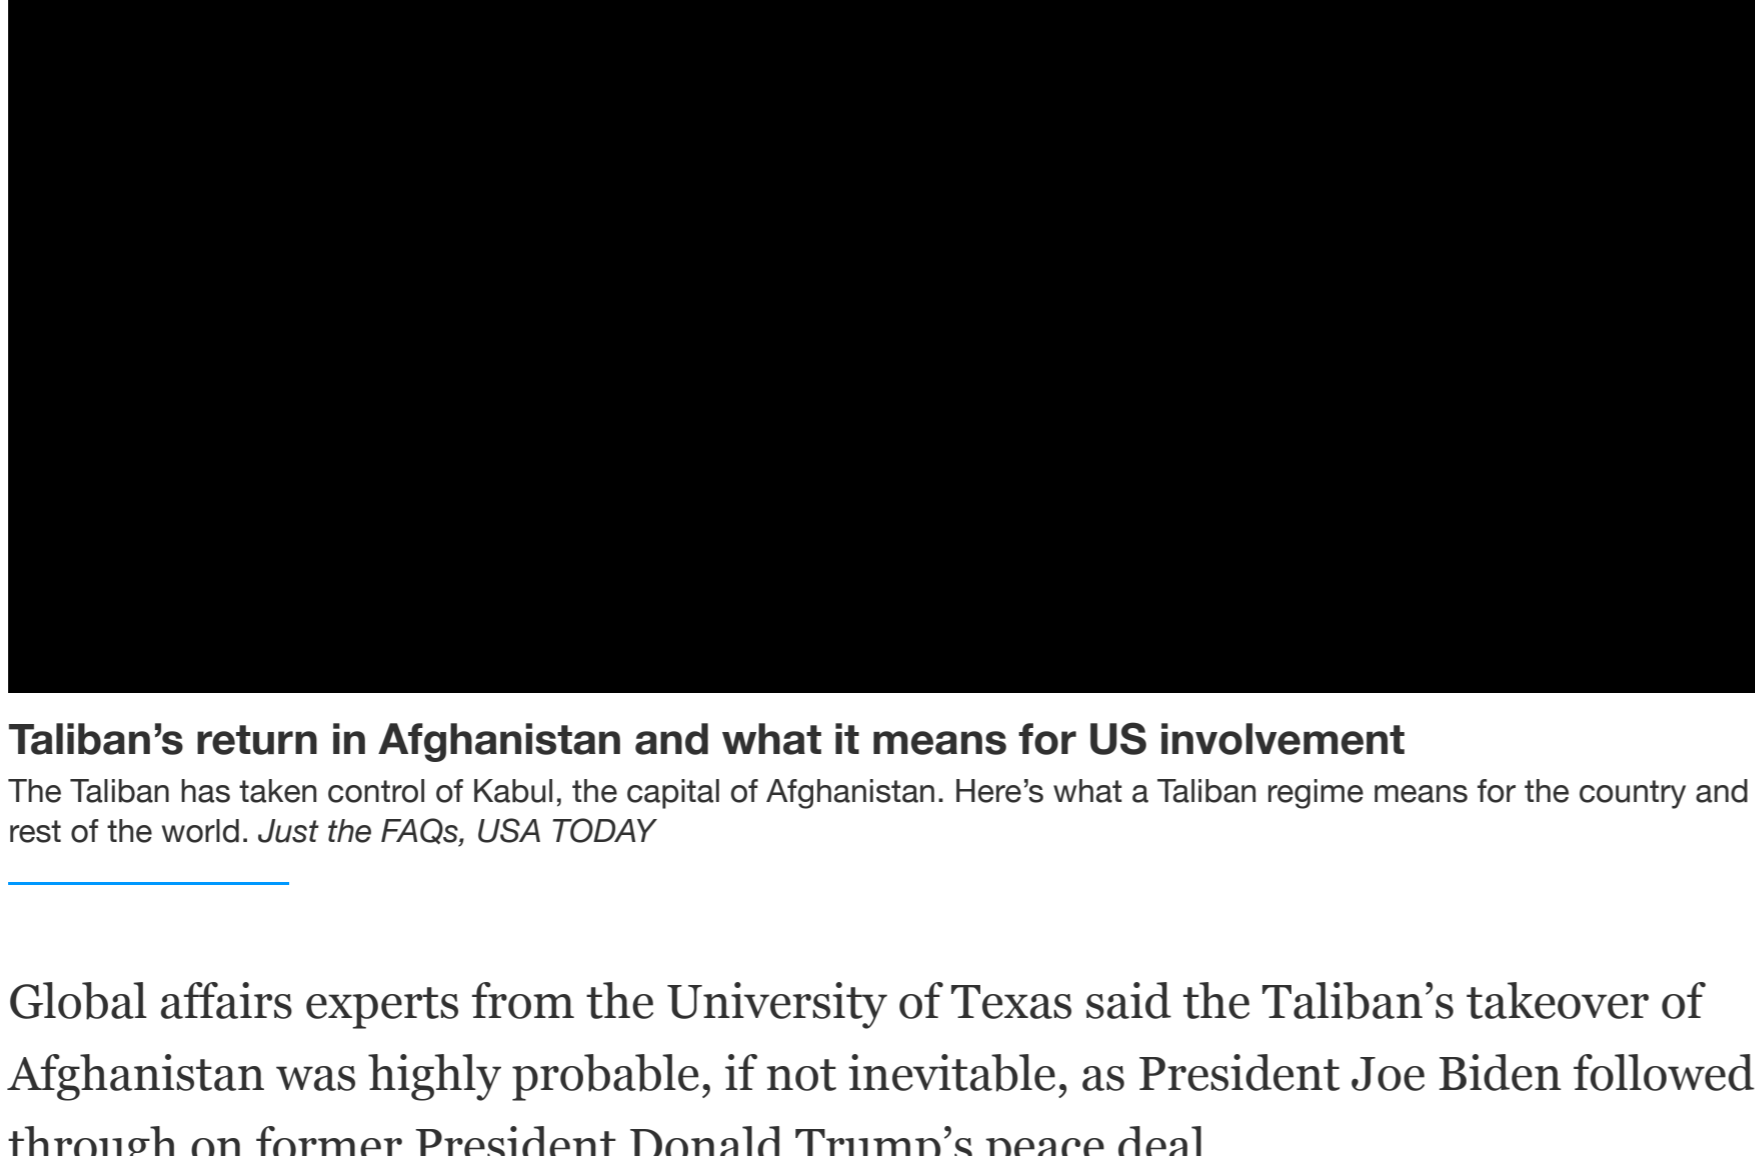 Taliban’s return in Afghanistan and what it means for US involvement
The Taliban has taken control of Kabul, the capital of Afghanistan. Here’s what a Taliban regime means for the country and
rest of the world. Just the FAQs, USA TODAY
Global affairs experts from the University of Texas said the Taliban’s takeover of
Afghanistan was highly probable, if not inevitable, as President Joe Biden followed
through on former President Donald Trump’s peace deal